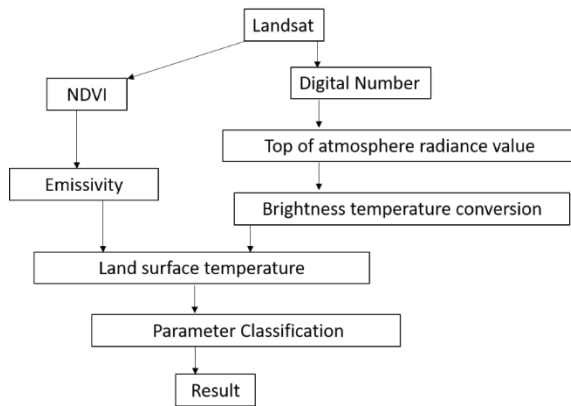 Landsat
NDVI
Digital Number
Top of atmosphere radiance value
Emissivity
Brightness temperature conversion
Land surface temperature
Parameter Classification
Result